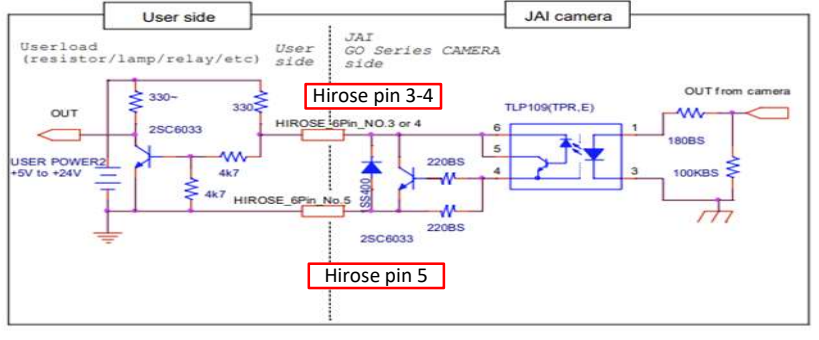 User side
JAI camera
Userload
(resistor/lamp/relay/etc)
User
side
JAI
GO Series CAMERA
side
Hirose pin 3-4
OUT from camera
TLP109(TPR,E)
330~
330
OUT
2SC6033
HIROSE_6Pin_NO.3 or 4
6
5
4
1
3
180BS
100KBS
220BS
USER POWER2
+5V to +24V
4k7
4k7
HIROSE_6Pin_No.5
1SS400
220BS
2SC6033
Hirose pin 5